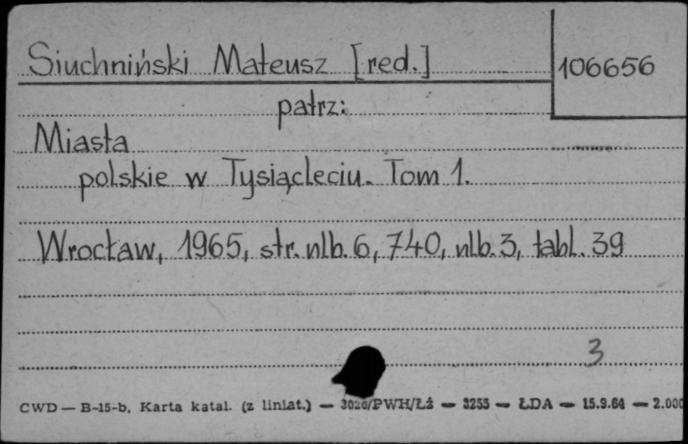 Siuchniński Mateusz [red.]
106656
patrz:
Miasta
polskie w Tysiącleciu. Tom 1.
Wrocław, 1965, str. nlb. 6, 740, nlb. 3, tabl. 39
3
CWD — B-15-b, Karta katal. (z liniat.) — 3020/PWH/Łż — 3255 — ŁDA — 15.9.64 — 2.000